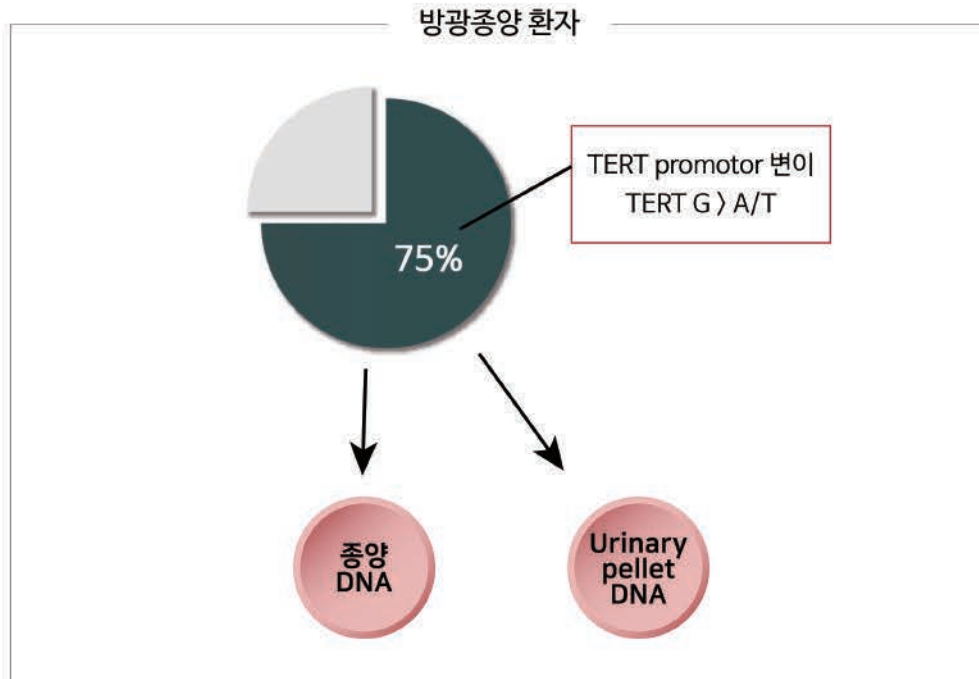 방광종양 환자
TERT promotor 변이
TERT G 〉 A/T
75%
종양
DNA
Urinary
pellet
DNA